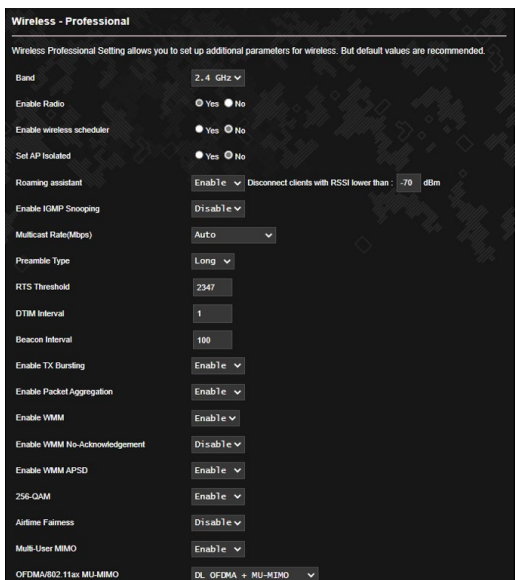 Wireless - Professional
Wireless Professional Setting allows you to set up additional parameters for wireless. But default values are recommended.
Band 2.4 GHz
Enable Radio Yes No
Enable wireless scheduler Yes No
Set AP Isolated Yes No
Roaming assistant Enable Disconnect clients with RSSI lower than : -70 dBm
Enable IGMP Snooping Disable
Multicast Rate(Mbps) Auto
Preamble Type Long
RTS Threshold 2347
DTIM Interval 1
Beacon Interval 100
Enable TX Bursting Enable
Enable Packet Aggregation Enable
Enable WMM Enable
Enable WMM No-Acknowledgement Disable
Enable WMM APSD Enable
256-QAM Enable
Airtime Fairness Disable
Multi-User MIMO Enable
OFDMA/802.11ax MU-MIMO DL OFDMA + MU-MIMO